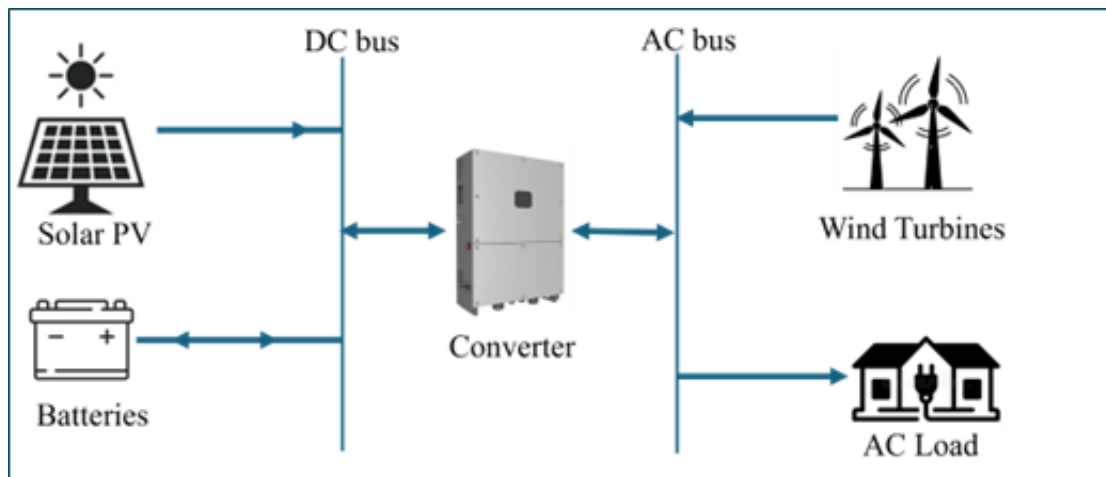 DC bus
AC bus
Solar PV
Wind Turbines
Converter
Batteries
AC Load